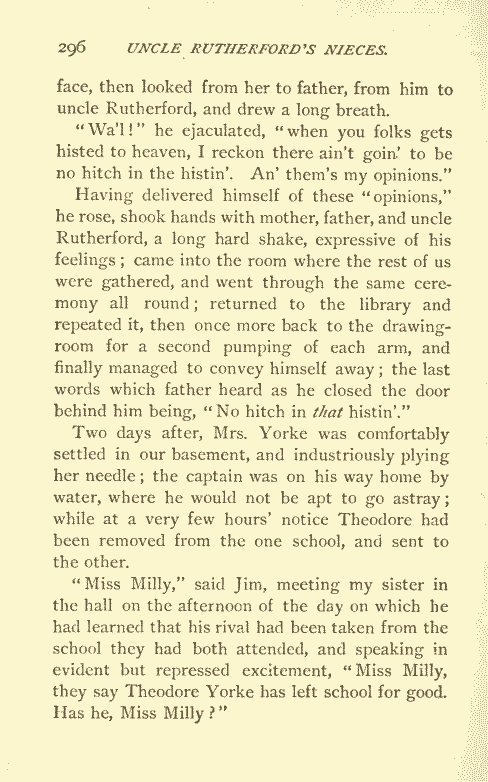 296 UNCLE RUTHERFORD'S NIECES.
face, then looked from her to father, from him to
uncle Rutherford, and drew a long breath.
"Wa'l!" he ejaculated, "when you folks gets
histed to heaven, I reckon there ain't goin' to be
no hitch in the histin'. An' them's my opinions."
Having delivered himself of these "opinions,"
he rose, shook hands with mother, father, and uncle
Rutherford, a long hard shake, expressive of his
feelings; came into the room where the rest of us
were gathered, and went through the same cere-
mony all round; returned to the library and
repeated it, then once more back to the drawing-
room for a second pumping of each arm, and
finally managed to convey himself away; the last
words which father heard as he closed the door
behind him being, "No hitch in that histin'."
Two days after, Mrs. Yorke was comfortably
settled in our basement, and industriously plying
her needle; the captain was on his way home by
water, where he would not be apt to go astray;
while at a very few hours' notice Theodore had
been removed from the one school, and sent to
the other.
"Miss Milly," said Jim, meeting my sister in
the hall on the afternoon of the day on which he
had learned that his rival had been taken from the
school they had both attended, and speaking in
evident but repressed excitement, "Miss Milly,
they say Theodore Yorke has left school for good.
Has he, Miss Milly?"